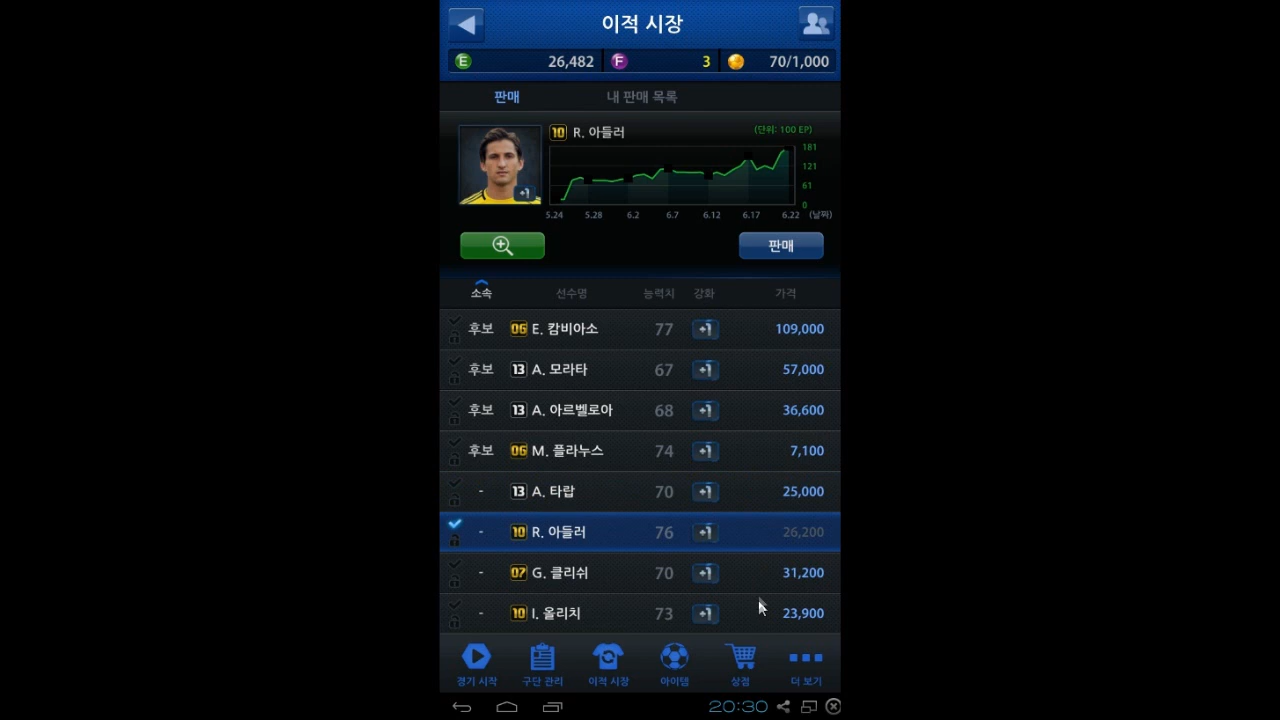 이적 시장
E 26,482 F 3 70/1,000
판매 내 판매 목록
10 R. 아들러 (단위: 100 EP)
181
121
61
0
5.24 5.28 6.2 6.7 6.12 6.17 6.22 (날짜)
+1
판매
소속 선수명 능력치 강화 가격
후보 06 E. 캄비아소 77 +1 109,000
후보 13 A. 모라타 67 +1 57,000
후보 13 A. 아르벨로아 68 +1 36,600
후보 06 M. 플라누스 74 +1 7,100
- 13 A. 타랍 70 +1 25,000
- 10 R. 아들러 76 +1 26,200
- 07 G. 클리쉬 70 +1 31,200
- 10 I. 올리치 73 +1 23,900
경기 시작 구단 관리 이적 시장 아이템 상점 더 보기
20:30